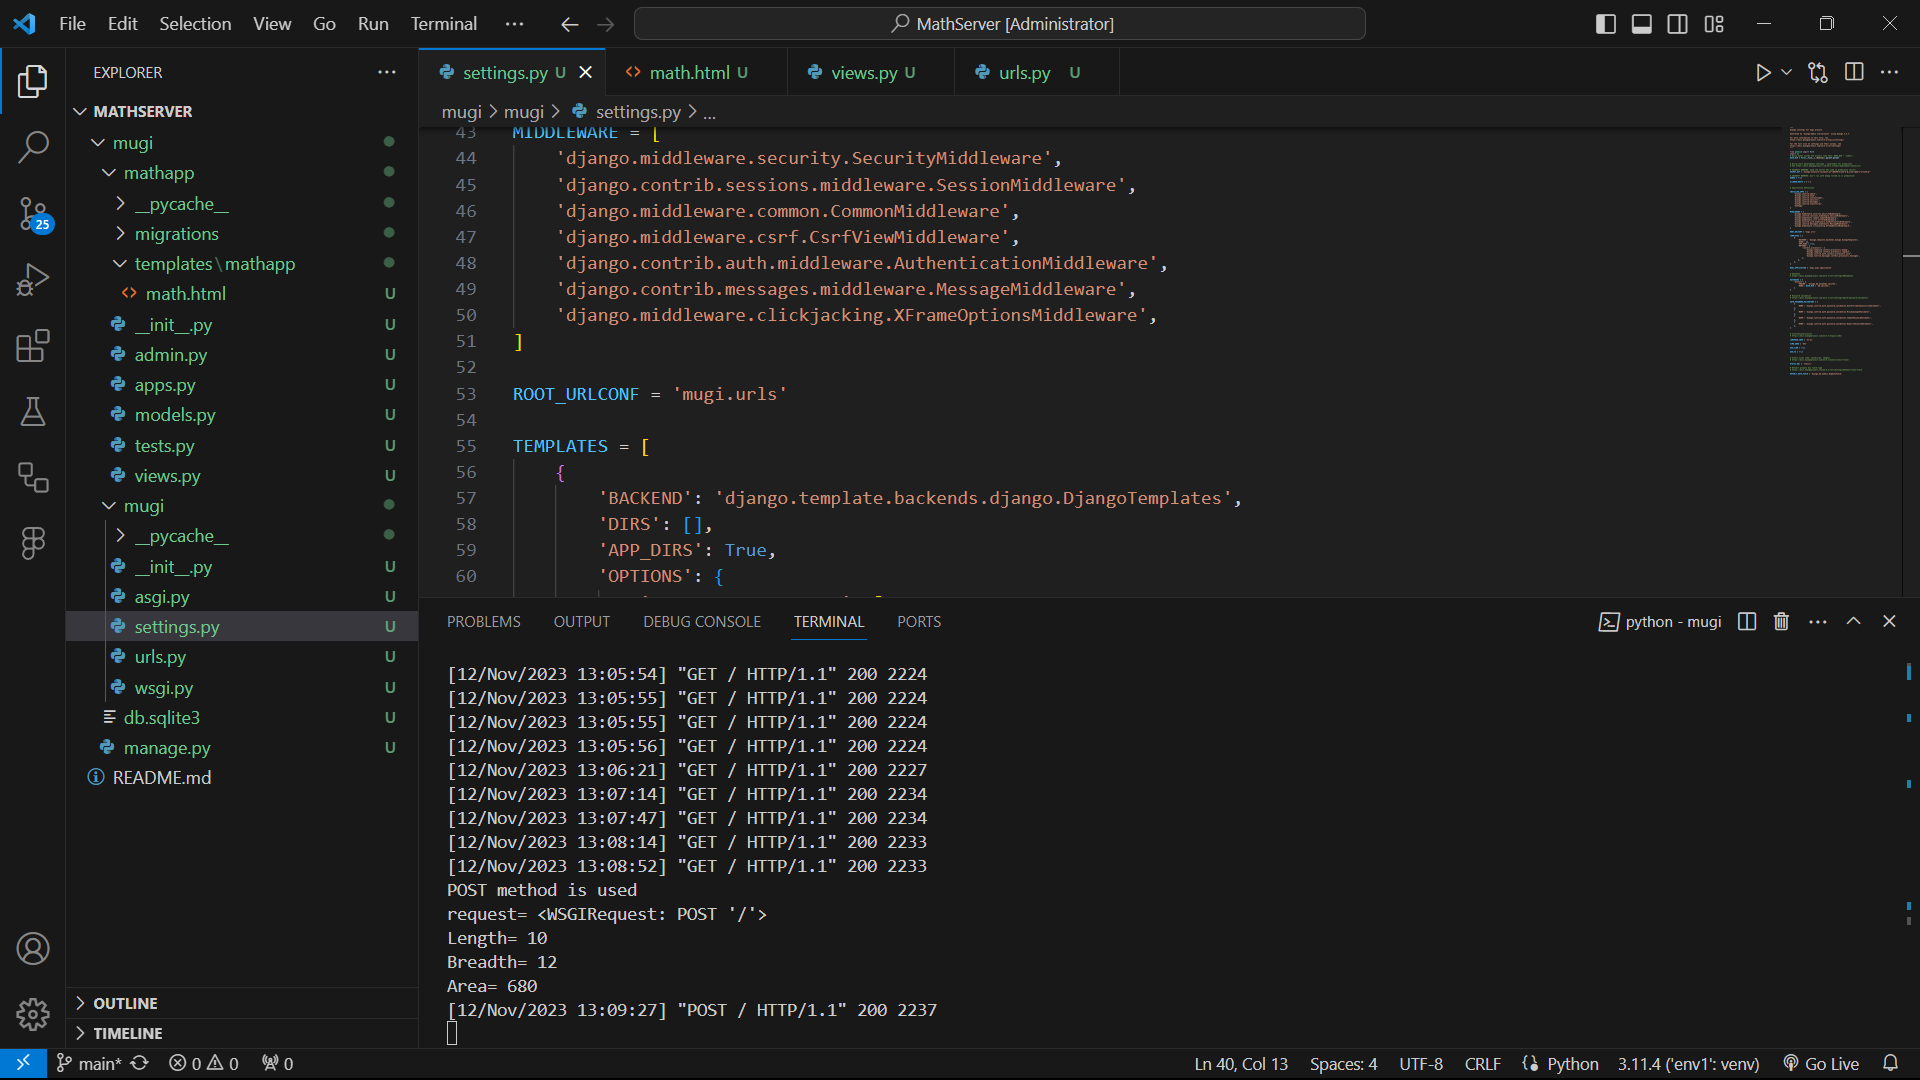 File Edit Selection View Go Run Terminal ··· MathServer [Administrator]
EXPLORER ···
MATHSERVER
mugi
mathapp
__pycache__
migrations
templates\mathapp
math.html U
__init__.py U
admin.py U
apps.py U
models.py U
tests.py U
views.py U
mugi
__pycache__
__init__.py U
asgi.py U
settings.py U
urls.py U
wsgi.py U
db.sqlite3 U
manage.py U
README.md
OUTLINE
TIMELINE
25
settings.py U math.html U views.py U urls.py U
mugi > mugi > settings.py > ...
43 MIDDLEWARE = [
44 'django.middleware.security.SecurityMiddleware',
45 'django.contrib.sessions.middleware.SessionMiddleware',
46 'django.middleware.common.CommonMiddleware',
47 'django.middleware.csrf.CsrfViewMiddleware',
48 'django.contrib.auth.middleware.AuthenticationMiddleware',
49 'django.contrib.messages.middleware.MessageMiddleware',
50 'django.middleware.clickjacking.XFrameOptionsMiddleware',
51 ]
52
53 ROOT_URLCONF = 'mugi.urls'
54
55 TEMPLATES = [
56 {
57 'BACKEND': 'django.template.backends.django.DjangoTemplates',
58 'DIRS': [],
59 'APP_DIRS': True,
60 'OPTIONS': {
PROBLEMS OUTPUT DEBUG CONSOLE TERMINAL PORTS python - mugi
[12/Nov/2023 13:05:54] "GET / HTTP/1.1" 200 2224
[12/Nov/2023 13:05:55] "GET / HTTP/1.1" 200 2224
[12/Nov/2023 13:05:55] "GET / HTTP/1.1" 200 2224
[12/Nov/2023 13:05:56] "GET / HTTP/1.1" 200 2224
[12/Nov/2023 13:06:21] "GET / HTTP/1.1" 200 2227
[12/Nov/2023 13:07:14] "GET / HTTP/1.1" 200 2234
[12/Nov/2023 13:07:47] "GET / HTTP/1.1" 200 2234
[12/Nov/2023 13:08:14] "GET / HTTP/1.1" 200 2233
[12/Nov/2023 13:08:52] "GET / HTTP/1.1" 200 2233
POST method is used
request= <WSGIRequest: POST '/'>
Length= 10
Breadth= 12
Area= 680
[12/Nov/2023 13:09:27] "POST / HTTP/1.1" 200 2237
main* 0 0 0 Ln 40, Col 13 Spaces: 4 UTF-8 CRLF Python 3.11.4 ('env1': venv) Go Live